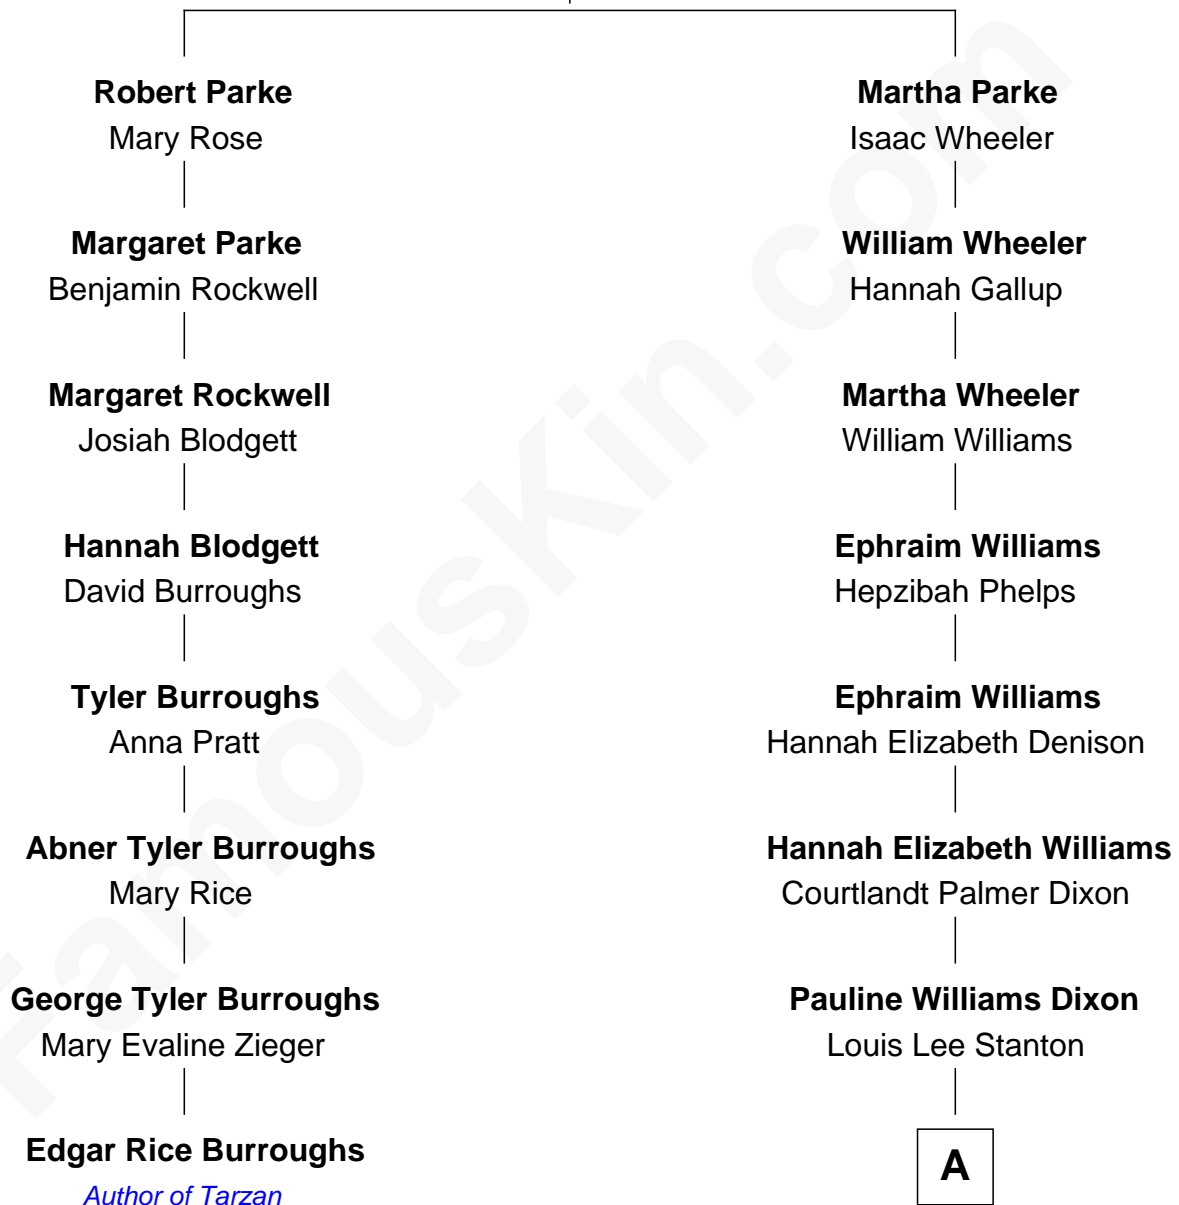 Robert Parke
Mary Rose
Margaret Parke
Benjamin Rockwell
Margaret Rockwell
Josiah Blodgett
Hannah Blodgett
David Burroughs
Tyler Burroughs
Anna Pratt
Abner Tyler Burroughs
Mary Rice
George Tyler Burroughs
Mary Evaline Zieger
Edgar Rice Burroughs
Author of Tarzan
Martha Parke
Isaac Wheeler
William Wheeler
Hannah Gallup
Martha Wheeler
William Williams
Ephraim Williams
Hepzibah Phelps
Ephraim Williams
Hannah Elizabeth Denison
Hannah Elizabeth Williams
Courtlandt Palmer Dixon
Pauline Williams Dixon
Louis Lee Stanton
A
FamousKin.com